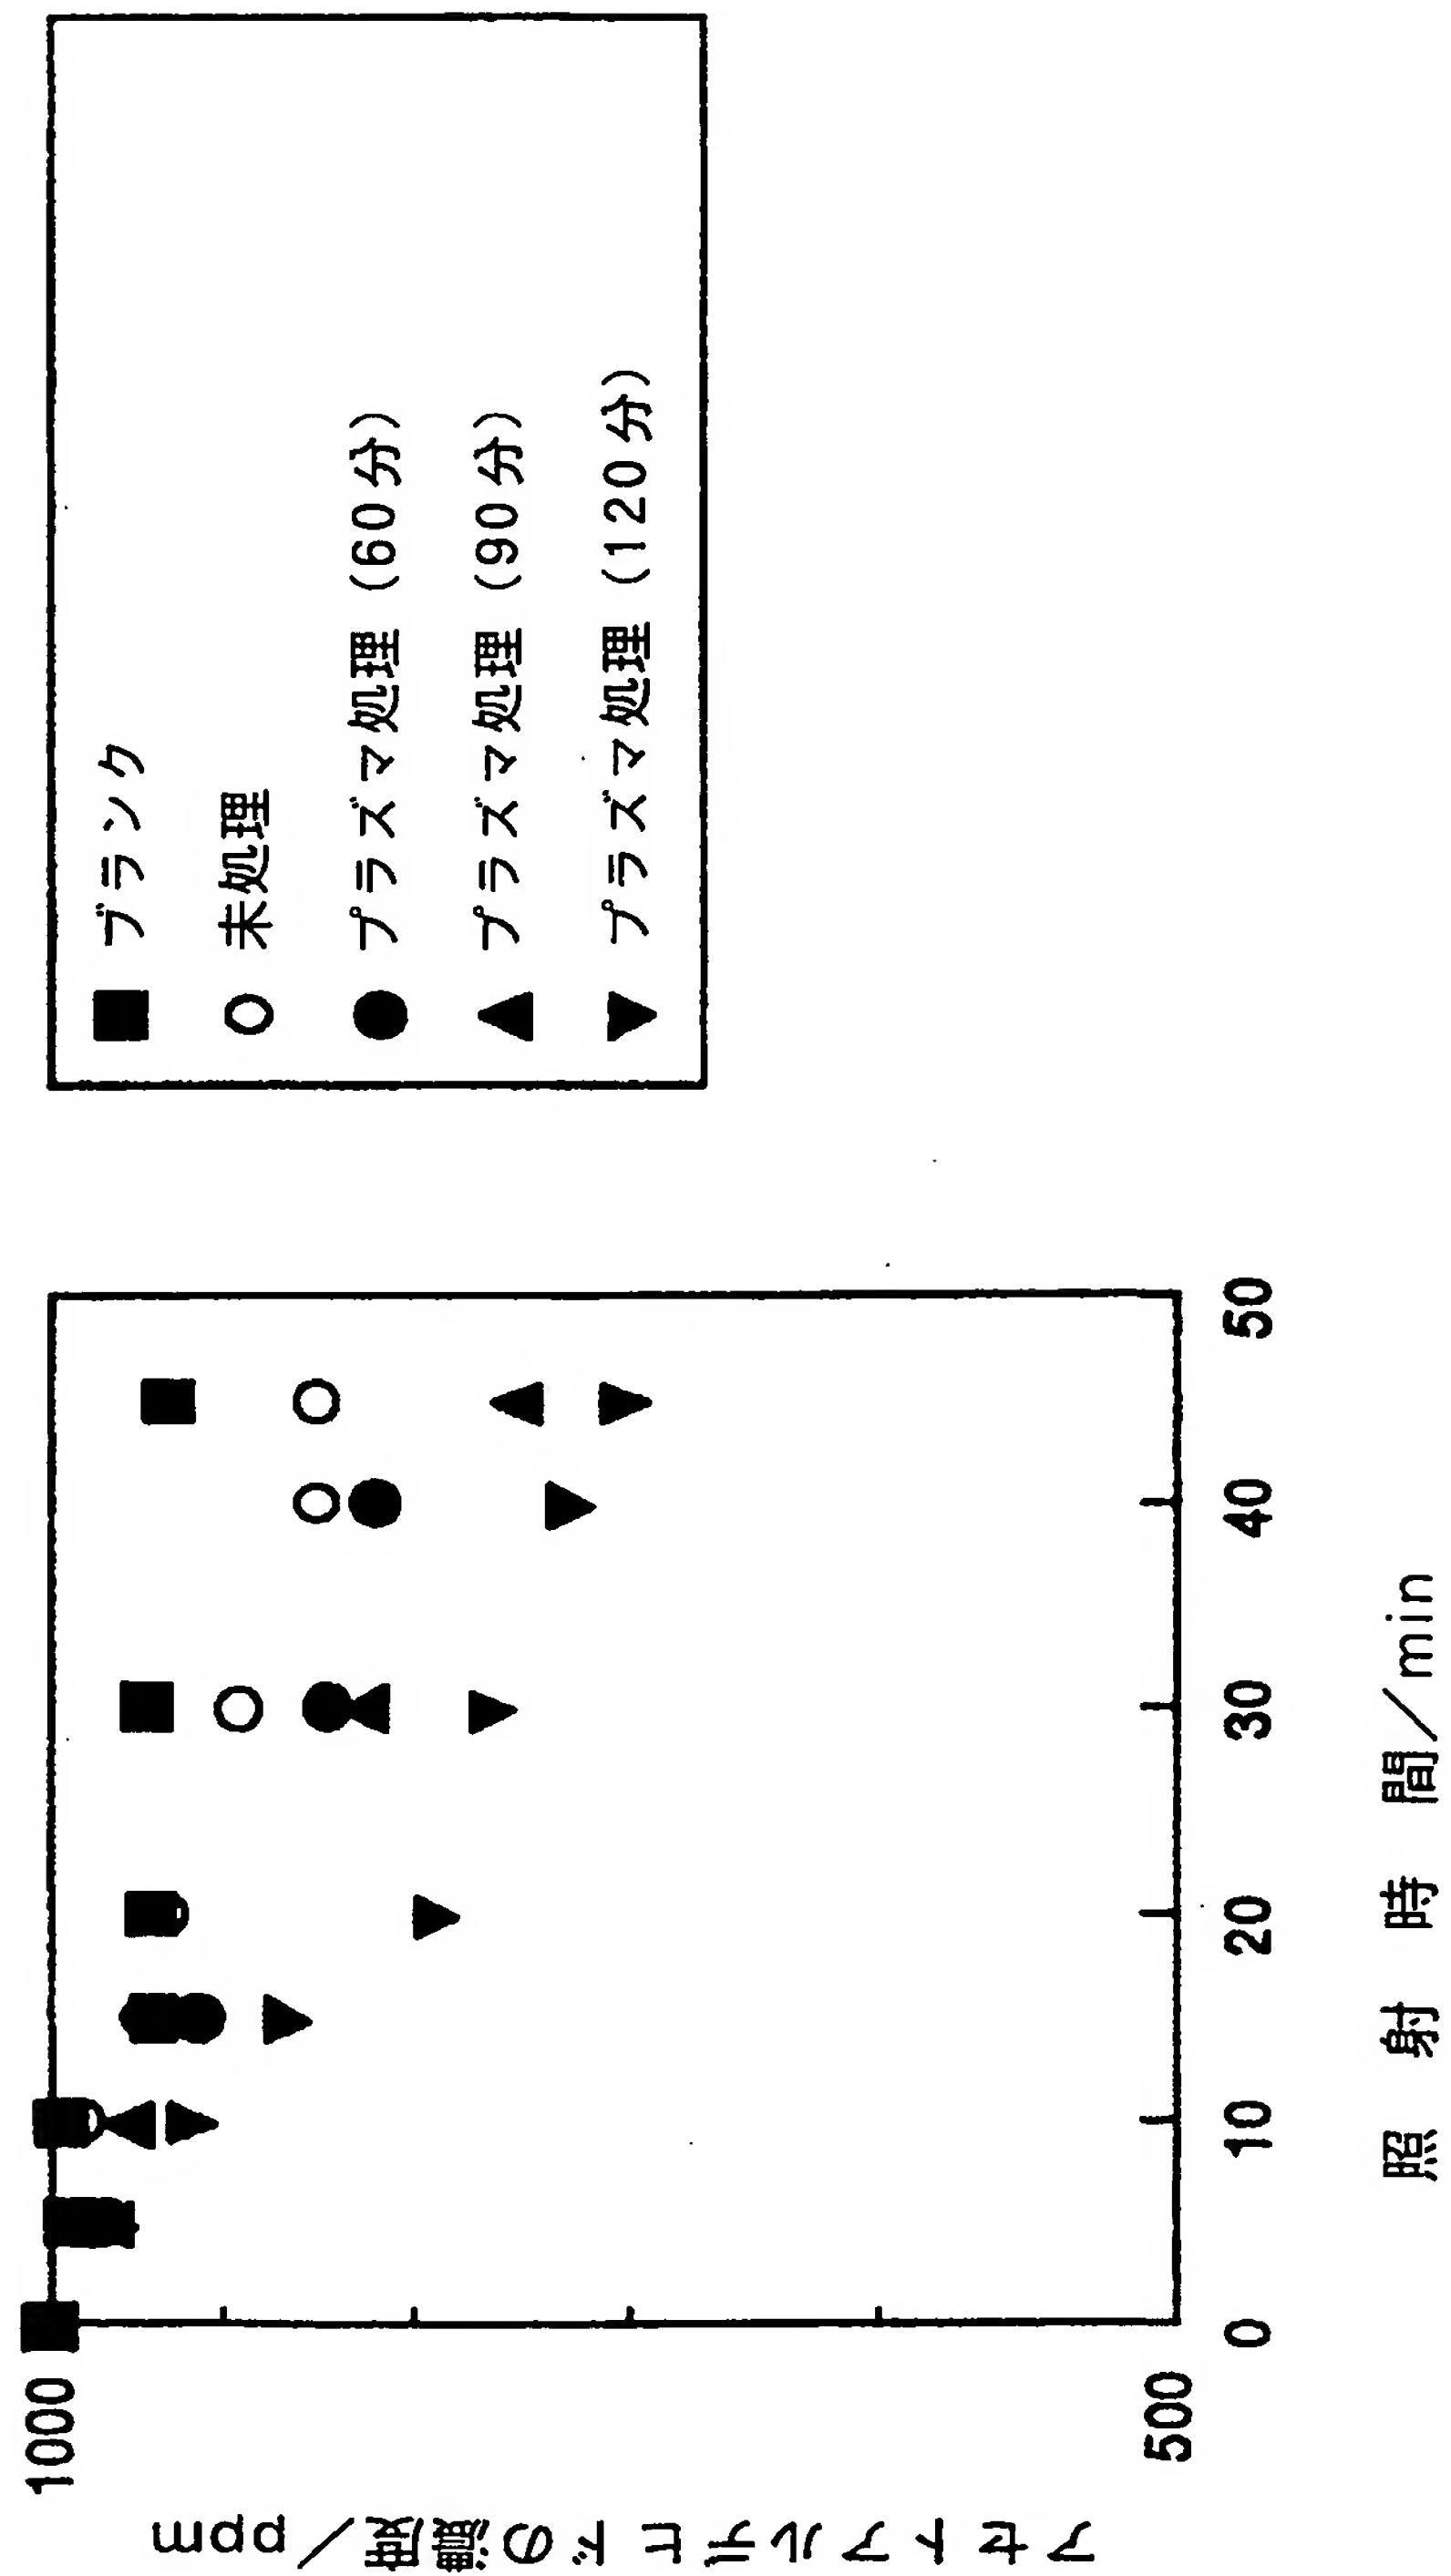 アセトアルデヒドの濃度/ppm
1000
500
0
10
20
30
40
50
照射時間/min
ブランク
未処理
プラズマ処理 (60分)
プラズマ処理 (90分)
プラズマ処理 (120分)